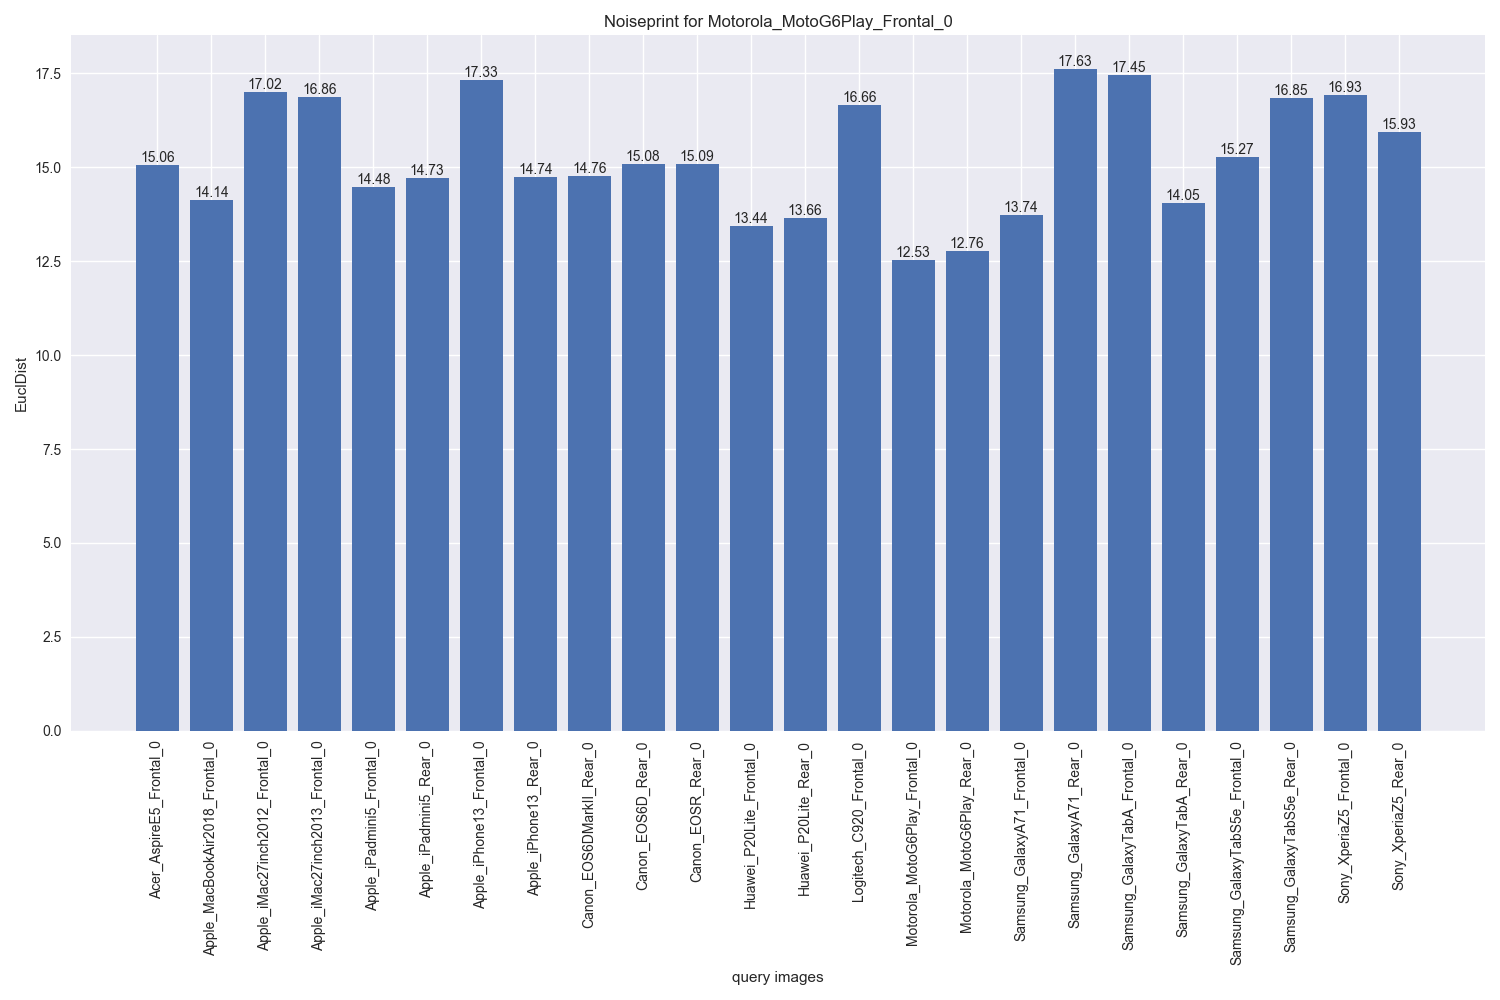 Noiseprint for Motorola_MotoG6Play_Frontal_0
EuclDist
17.5
15.0
12.5
10.0
7.5
5.0
2.5
0.0
15.06
14.14
17.02
16.86
14.48
14.73
17.33
14.74
14.76
15.08
15.09
13.44
13.66
16.66
12.53
12.76
13.74
17.63
17.45
14.05
15.27
16.85
16.93
15.93
Acer_AspireE5_Frontal_0
Apple_MacBookAir2018_Frontal_0
Apple_iMac27inch2012_Frontal_0
Apple_iMac27inch2013_Frontal_0
Apple_iPadmini5_Frontal_0
Apple_iPadmini5_Rear_0
Apple_iPhone13_Frontal_0
Apple_iPhone13_Rear_0
Canon_EOS6DMarkII_Rear_0
Canon_EOS6D_Rear_0
Canon_EOSR_Rear_0
Huawei_P20Lite_Frontal_0
Huawei_P20Lite_Rear_0
Logitech_C920_Frontal_0
Motorola_MotoG6Play_Frontal_0
Motorola_MotoG6Play_Rear_0
Samsung_GalaxyA71_Frontal_0
Samsung_GalaxyA71_Rear_0
Samsung_GalaxyTabA_Frontal_0
Samsung_GalaxyTabA_Rear_0
Samsung_GalaxyTabS5e_Frontal_0
Samsung_GalaxyTabS5e_Rear_0
Sony_XperiaZ5_Frontal_0
Sony_XperiaZ5_Rear_0
query images